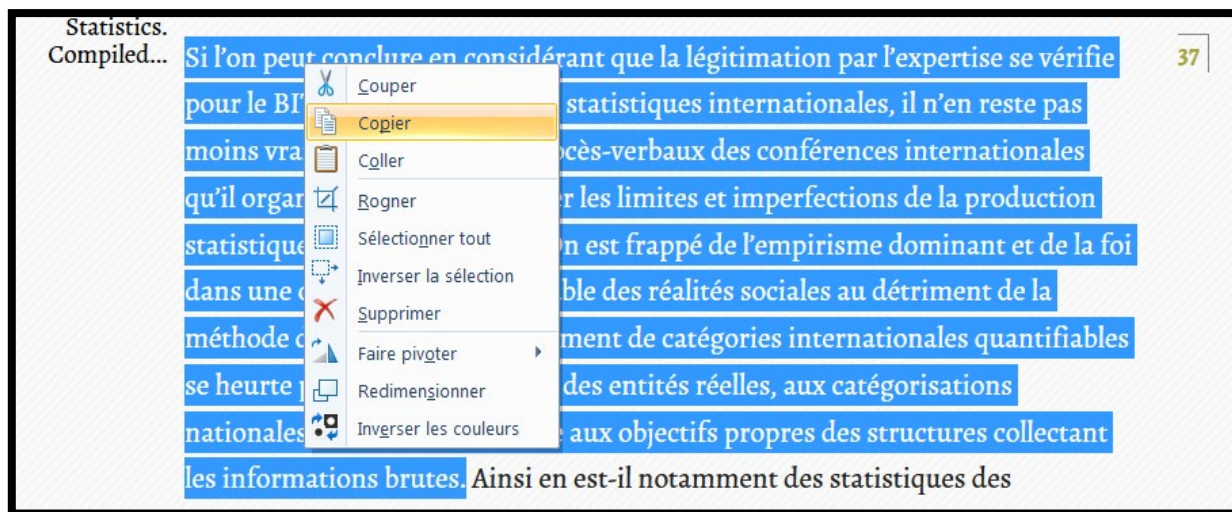 Statistics.
Compiled...
Si l’on peut conclure en considérant que la légitimation par l’expertise se vérifie
37
pour le BI
statistiques internationales, il n’en reste pas
moins vra
ocès-verbaux des conférences internationales
qu’il organ
r les limites et imperfections de la production
statistique
n est frappé de l’empirisme dominant et de la foi
dans une
ble des réalités sociales au détriment de la
méthode d
ment de catégories internationales quantifiables
se heurte
des entités réelles, aux catégorisations
nationales
aux objectifs propres des structures collectant
les informations brutes. Ainsi en est-il notamment des statistiques des
Couper
Copier
Coller
Rogner
Sélectionner tout
Inverser la sélection
Supprimer
Faire pivoter
Redimensionner
Inverser les couleurs